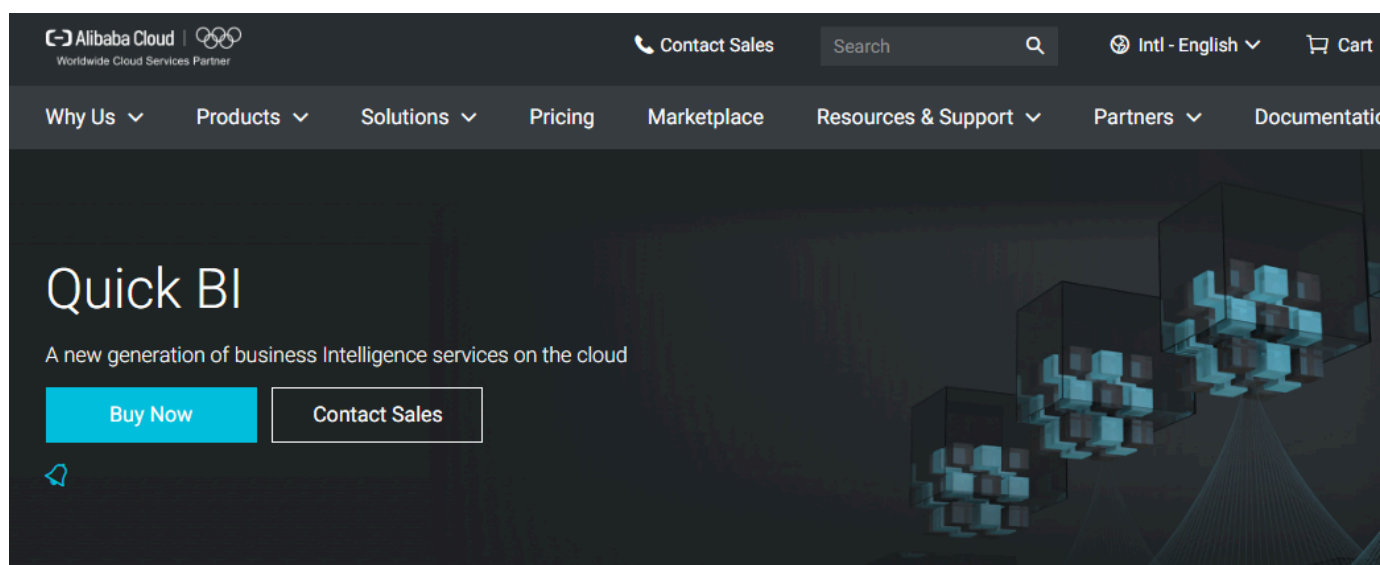 Alibaba Cloud
Worldwide Cloud Services Partner
Contact Sales
Search
Intl - English
Cart
Why Us
Products
Solutions
Pricing
Marketplace
Resources & Support
Partners
Documentatio
Quick BI
A new generation of business Intelligence services on the cloud
Buy Now
Contact Sales